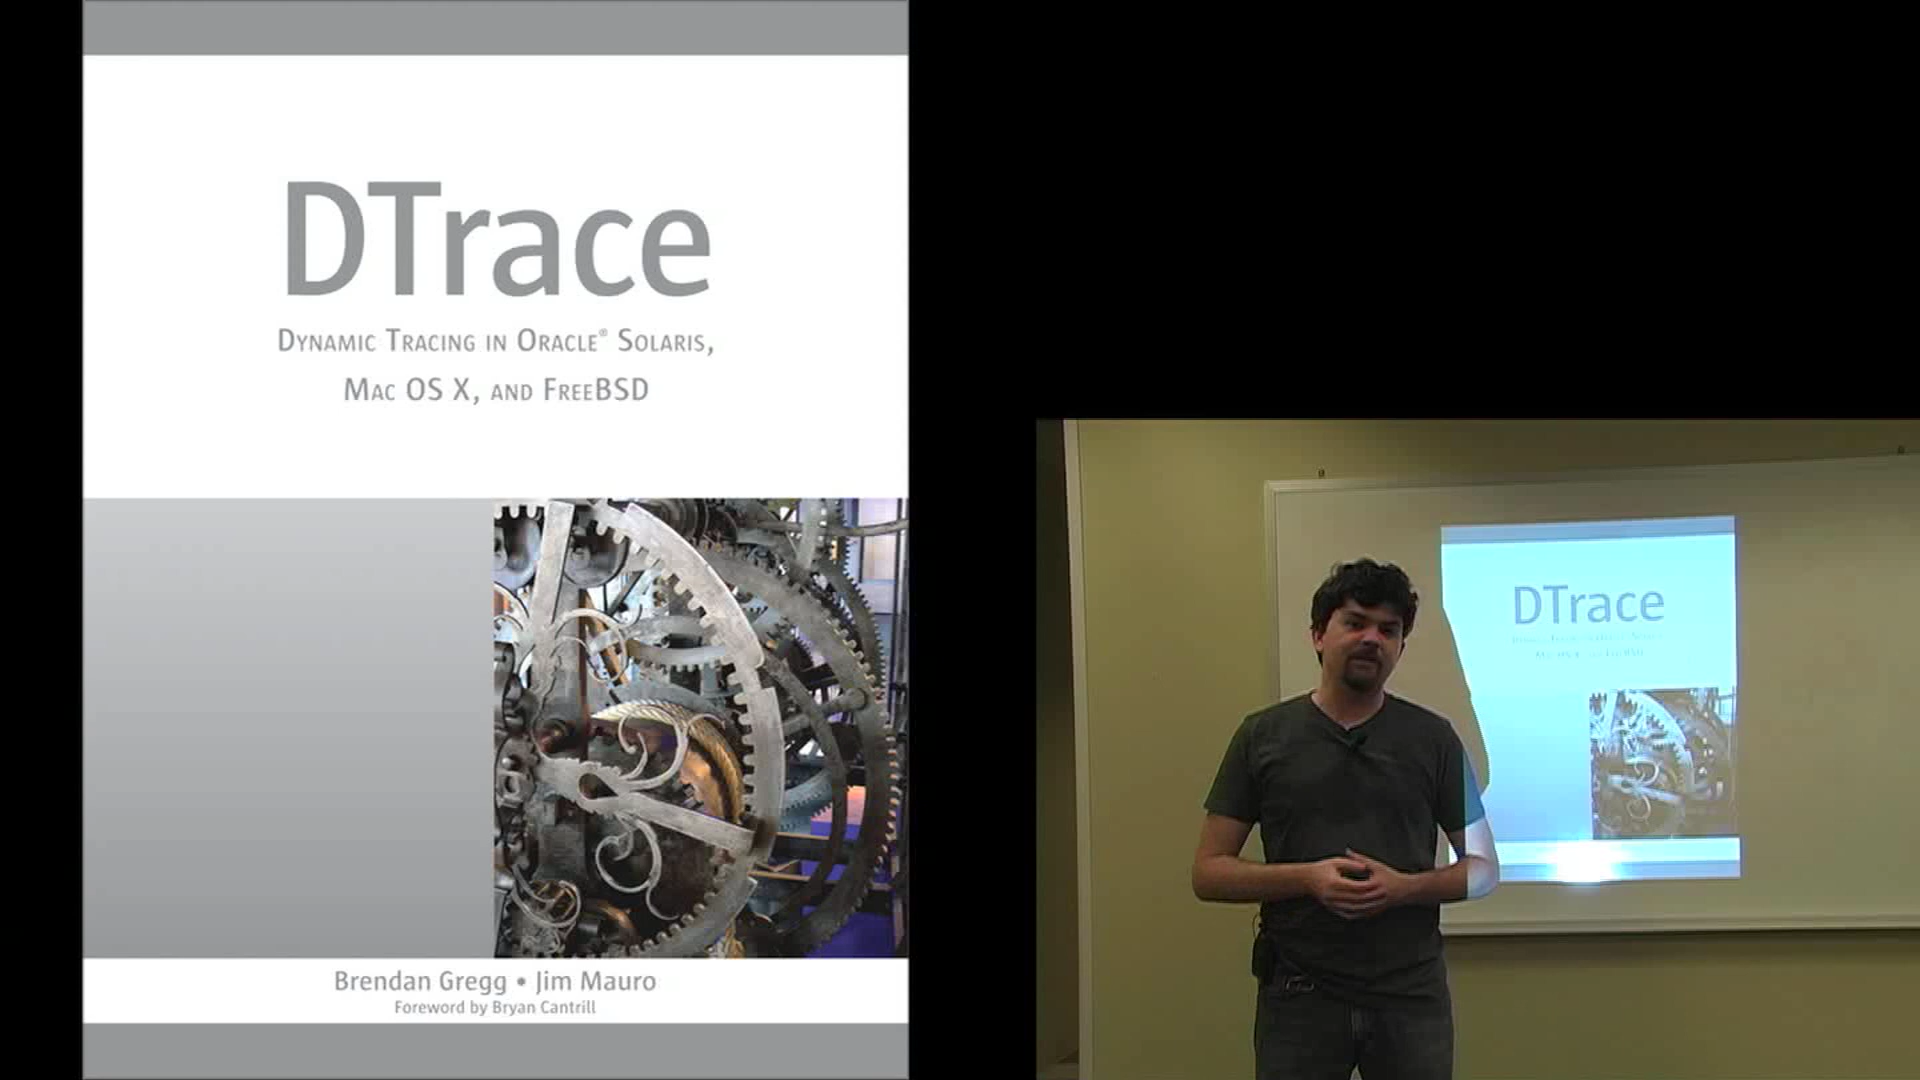 DTrace
Dynamic Tracing in Oracle® Solaris,
Mac OS X, and FreeBSD
Brendan Gregg • Jim Mauro
Foreword by Bryan Cantrill
DTrace